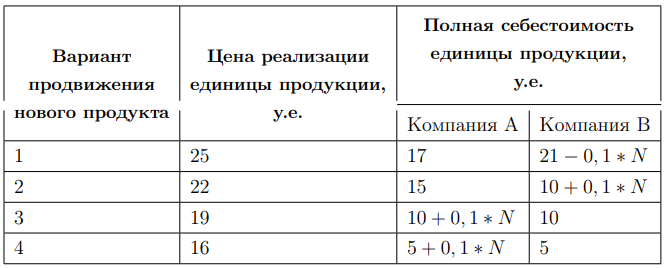 Вариант
продвижения
нового продукта
Цена реализации
единицы продукции,
у.е.
Полная себестоимость
единицы продукции,
у.е.
Компания А
Компания В
1 25 17 21 − 0, 1 * N
2 22 15 10 + 0, 1 * N
3 19 10 + 0, 1 * N 10
4 16 5 + 0, 1 * N 5